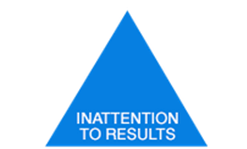 INATTENTION
TO RESULTS